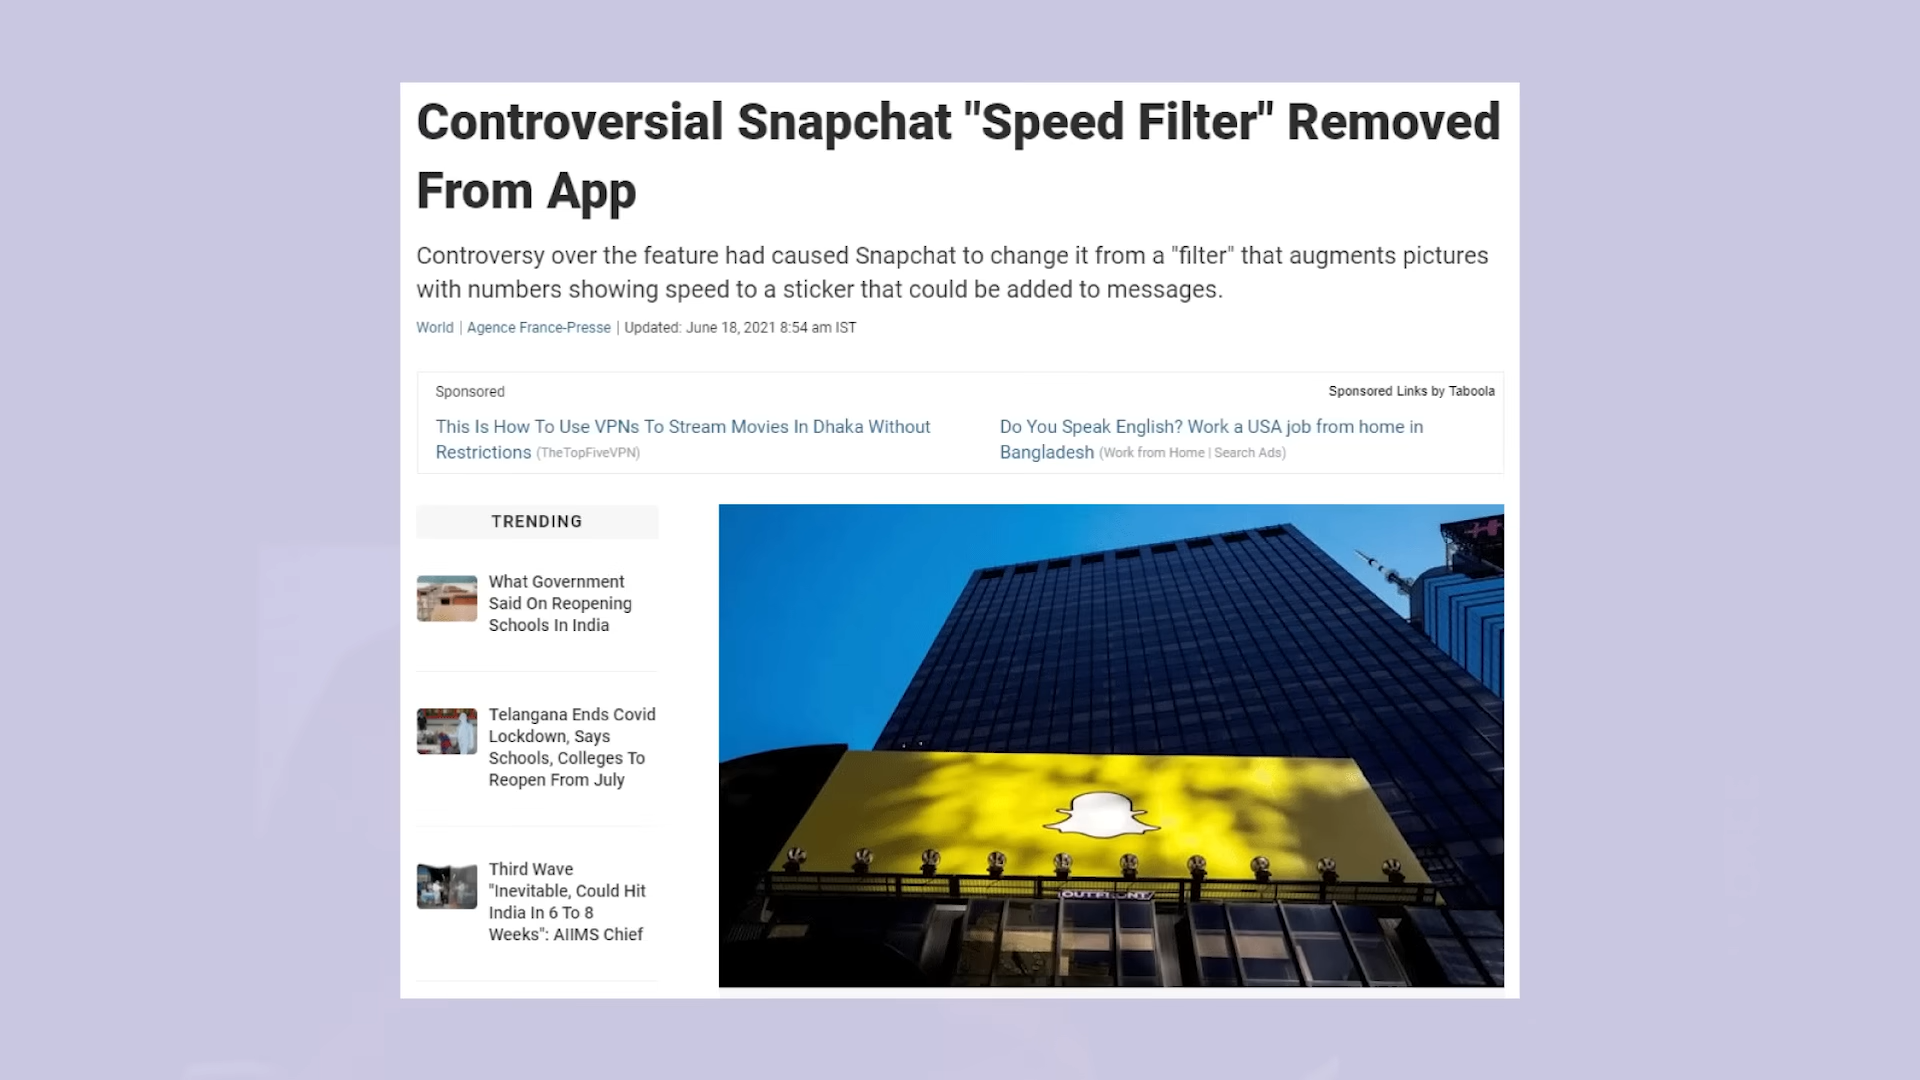 Controversial Snapchat "Speed Filter" Removed
From App
Controversy over the feature had caused Snapchat to change it from a "filter" that augments pictures
with numbers showing speed to a sticker that could be added to messages.
World | Agence France-Presse | Updated: June 18, 2021 8:54 am IST
Sponsored
Sponsored Links by Taboola
This Is How To Use VPNs To Stream Movies In Dhaka Without
Restrictions (TheTopFiveVPN)
Do You Speak English? Work a USA job from home in
Bangladesh (Work from Home | Search Ads)
TRENDING
What Government
Said On Reopening
Schools In India
Telangana Ends Covid
Lockdown, Says
Schools, Colleges To
Reopen From July
Third Wave
"Inevitable, Could Hit
India In 6 To 8
Weeks": AIIMS Chief
OUTFRONT/